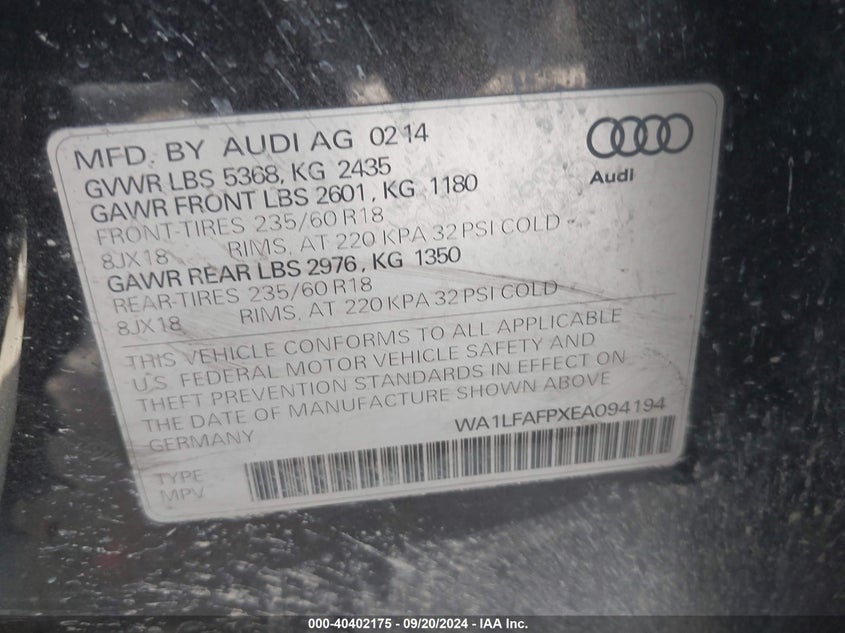 MFD. BY AUDI AG 02 14
GVWR LBS 5368, KG 2435
GAWR FRONT LBS 2601, KG 1180
FRONT-TIRES 235/60 R18
8JX18 RIMS, AT 220 KPA 32 PSI COLD
GAWR REAR LBS 2976, KG 1350
REAR-TIRES 235/60 R18
8JX18 RIMS, AT 220 KPA 32 PSI COLD
Audi
THIS VEHICLE CONFORMS TO ALL APPLICABLE
U.S. FEDERAL MOTOR VEHICLE SAFETY AND
THEFT PREVENTION STANDARDS IN EFFECT ON
THE DATE OF MANUFACTURE SHOWN ABOVE
GERMANY
WA1LFAFPXEA094194
TYPE
MPV
000-40402175 - 09/20/2024 - IAA Inc.